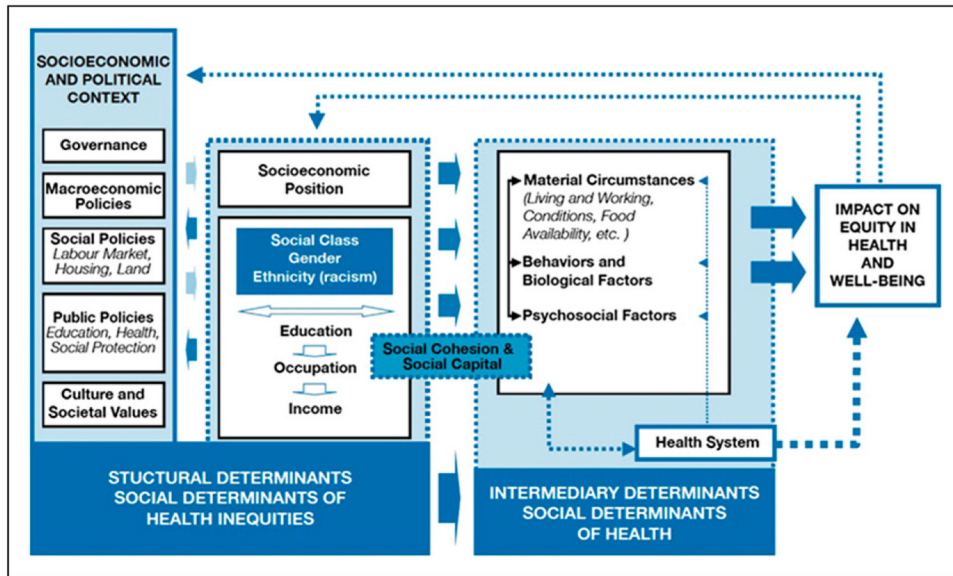 SOCIOECONOMIC
AND POLITICAL
CONTEXT
Governance
Macroeconomic
Policies
Social Policies
Labour Market,
Housing, Land
Public Policies
Education, Health,
Social Protection
Culture and
Societal Values
Socioeconomic
Position
Social Class
Gender
Ethnicity (racism)
Education
Occupation
Income
STUCTURAL DETERMINANTS
SOCIAL DETERMINANTS OF
HEALTH INEQUITIES
Social Cohesion &
Social Capital
Material Circumstances
(Living and Working,
Conditions, Food
Availability, etc. )
Behaviors and
Biological Factors
Psychosocial Factors
Health System
INTERMEDIARY DETERMINANTS
SOCIAL DETERMINANTS
OF HEALTH
IMPACT ON
EQUITY IN
HEALTH
AND
WELL-BEING